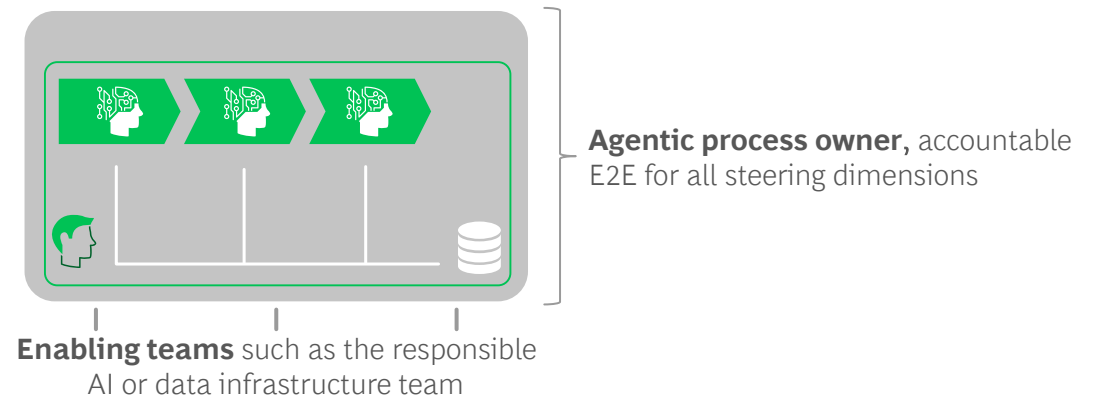 Agentic process owner, accountable
E2E for all steering dimensions
Enabling teams such as the responsible
AI or data infrastructure team